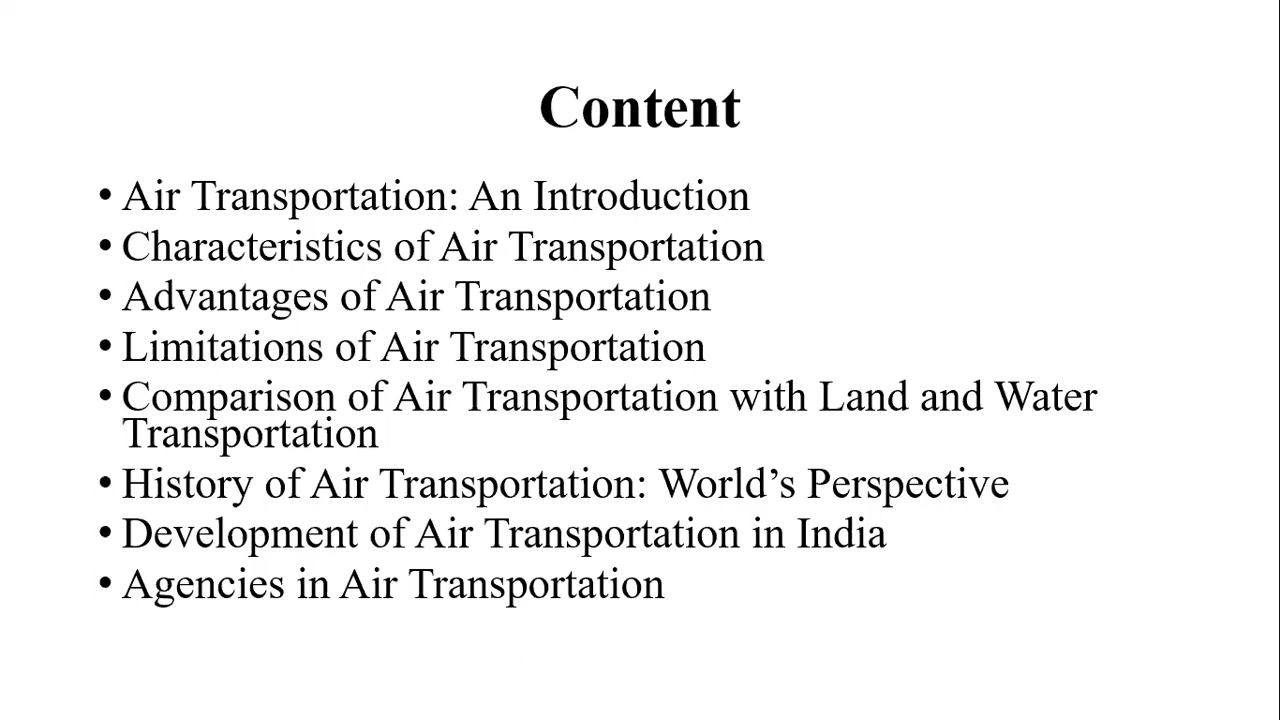 Content
• Air Transportation: An Introduction
• Characteristics of Air Transportation
• Advantages of Air Transportation
• Limitations of Air Transportation
• Comparison of Air Transportation with Land and Water
Transportation
• History of Air Transportation: World’s Perspective
• Development of Air Transportation in India
• Agencies in Air Transportation